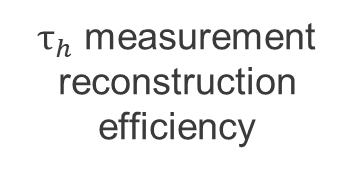 τₕ measurement
reconstruction
efficiency